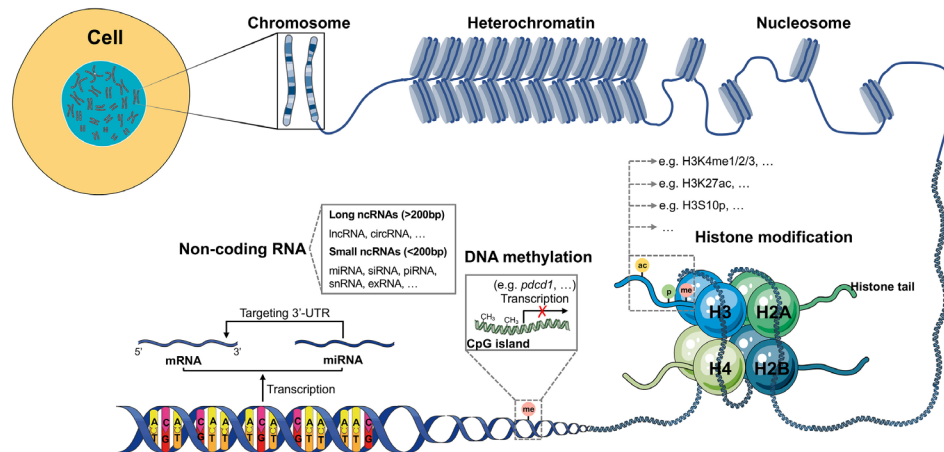 Cell
Chromosome
Heterochromatin
Nucleosome
e.g. H3K4me1/2/3, …
e.g. H3K27ac, …
e.g. H3S10p, …
…
Histone modification
ac
p
me
H3
H2A
H4
H2B
Histone tail
Non-coding RNA
Long ncRNAs (>200bp)
lncRNA, circRNA, …
Small ncRNAs (<200bp)
miRNA, siRNA, piRNA,
snRNA, exRNA, …
DNA methylation
(e.g. pdcd1, …)
Transcription
CH3
CH3
CpG island
me
Targeting 3'-UTR
5'
3'
mRNA
miRNA
Transcription
A C A C A A A G A A A C
T G T G T T T C T T T G